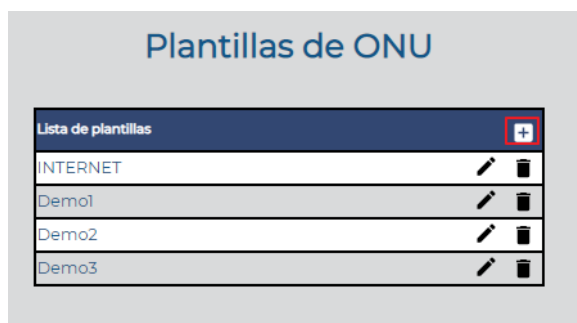 Plantillas de ONU
Lista de plantillas
INTERNET
Demo1
Demo2
Demo3